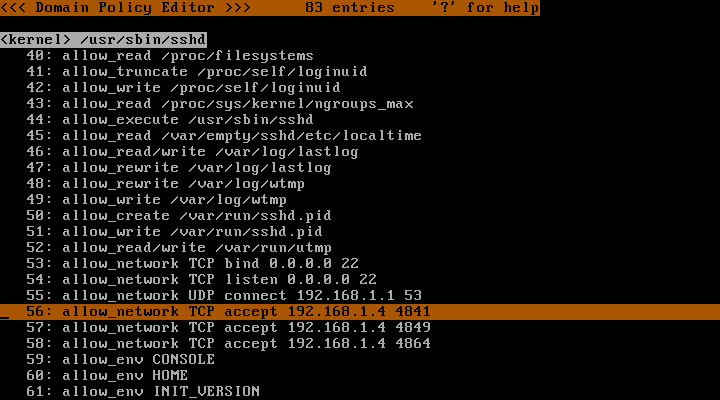 <<< Domain Policy Editor >>>      83 entries    '?' for help
<kernel> /usr/sbin/sshd
40: allow_read /proc/filesystems
41: allow_truncate /proc/self/loginuid
42: allow_write /proc/self/loginuid
43: allow_read /proc/sys/kernel/ngroups_max
44: allow_execute /usr/sbin/sshd
45: allow_read /var/empty/sshd/etc/localtime
46: allow_read/write /var/log/lastlog
47: allow_rewrite /var/log/lastlog
48: allow_rewrite /var/log/wtmp
49: allow_write /var/log/wtmp
50: allow_create /var/run/sshd.pid
51: allow_write /var/run/sshd.pid
52: allow_read/write /var/run/utmp
53: allow_network TCP bind 0.0.0.0 22
54: allow_network TCP listen 0.0.0.0 22
55: allow_network UDP connect 192.168.1.1 53
56: allow_network TCP accept 192.168.1.4 4841
57: allow_network TCP accept 192.168.1.4 4849
58: allow_network TCP accept 192.168.1.4 4864
59: allow_env CONSOLE
60: allow_env HOME
61: allow_env INIT_VERSION